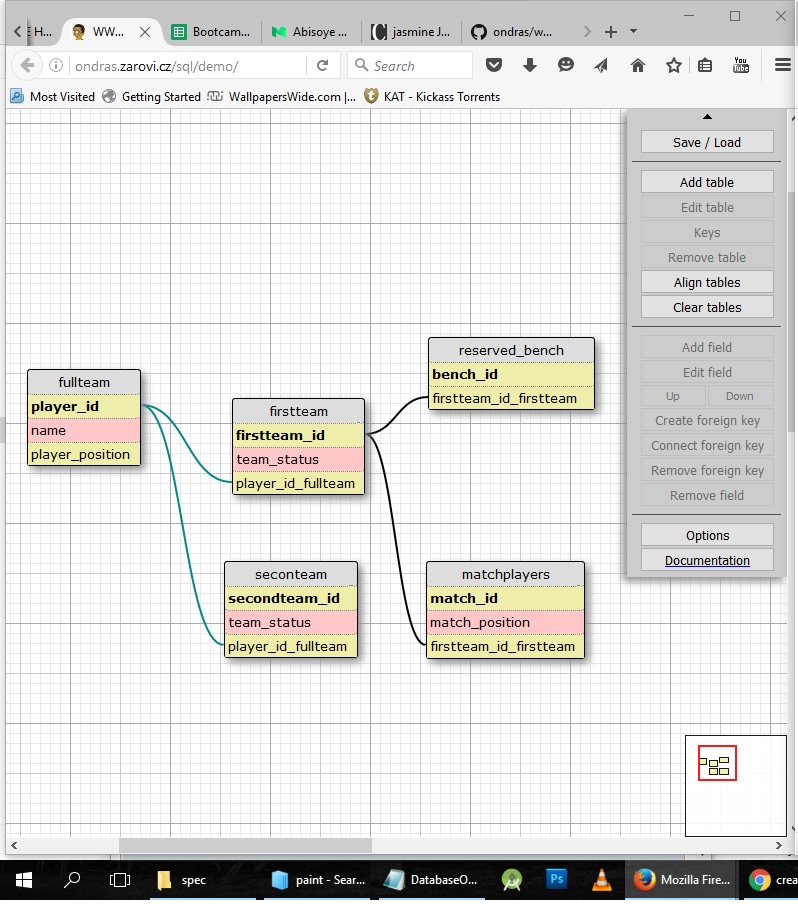 E H...
WW...
Bootcam...
Abisoye ...
jasmine J...
ondras/w...
ondras.zarovi.cz/sql/demo/
Search
You
Tube
Most Visited
Getting Started
WallpapersWide.com |...
KAT - Kickass Torrents
Save / Load
Add table
Edit table
Keys
Remove table
Align tables
Clear tables
Add field
Edit field
Up
Down
Create foreign key
Connect foreign key
Remove foreign key
Remove field
Options
Documentation
fullteam
player_id
name
player_position
firstteam
firstteam_id
team_status
player_id_fullteam
reserved_bench
bench_id
firstteam_id_firstteam
seconteam
secondteam_id
team_status
player_id_fullteam
matchplayers
match_id
match_position
firstteam_id_firstteam
spec
paint - Sear...
DatabaseO...
Ps
Mozilla Fire...
crea